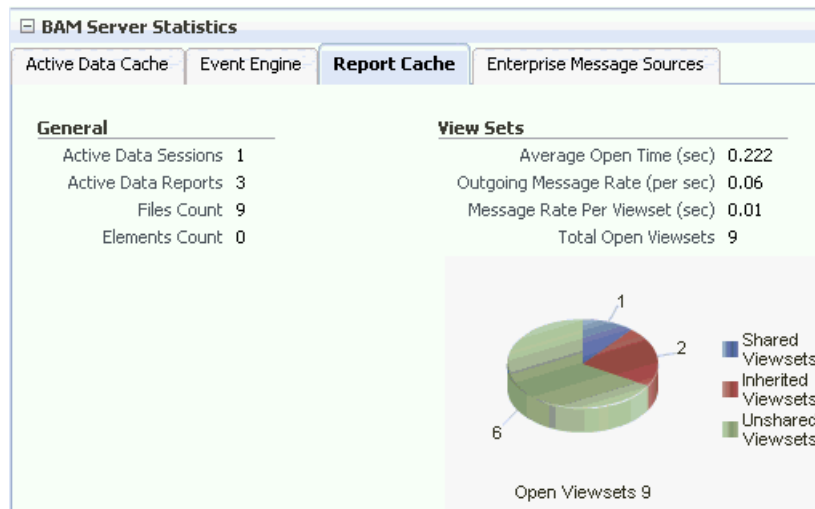 BAM Server Statistics
Active Data Cache
Event Engine
Report Cache
Enterprise Message Sources
General
Active Data Sessions 1
Active Data Reports 3
Files Count 9
Elements Count 0
View Sets
Average Open Time (sec) 0.222
Outgoing Message Rate (per sec) 0.06
Message Rate Per Viewset (sec) 0.01
Total Open Viewsets 9
1
2
6
Shared
Viewsets
Inherited
Viewsets
Unshared
Viewsets
Open Viewsets 9